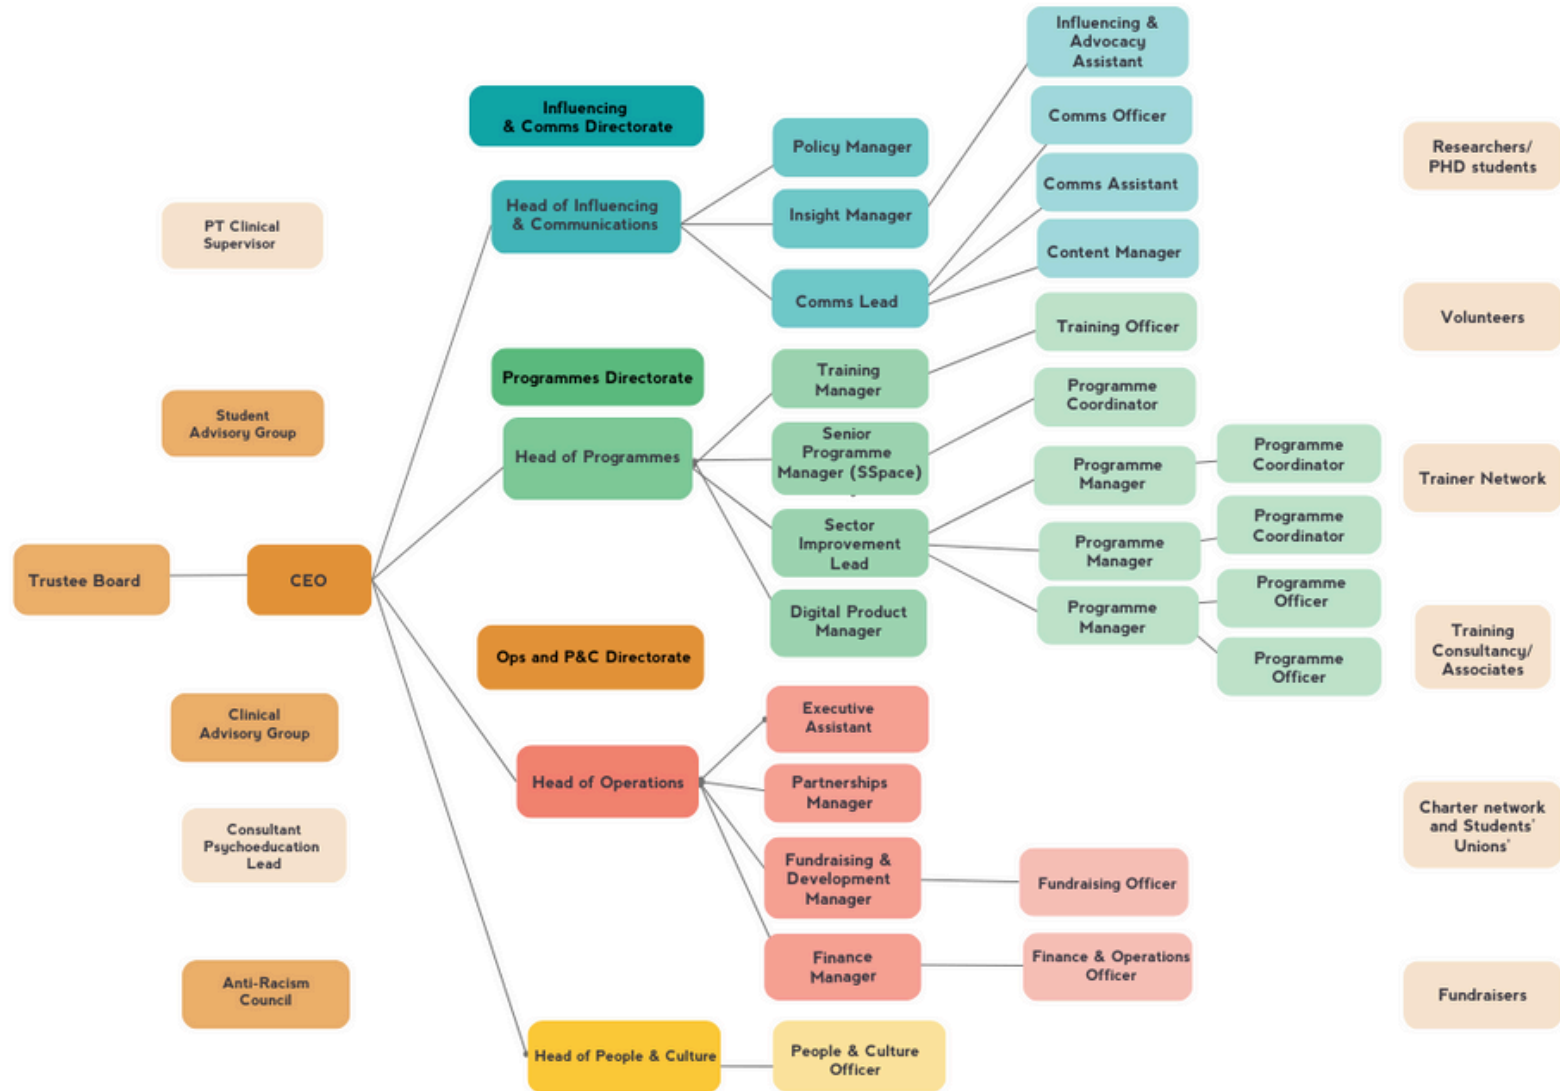 Influencing &
Advocacy
Assistant
Influencing
& Comms Directorate
Comms Officer
Policy Manager
Researchers/
PHD students
Comms Assistant
Head of Influencing
& Communications
Insight Manager
PT Clinical
Supervisor
Content Manager
Comms Lead
Volunteers
Training Officer
Programmes Directorate
Training
Manager
Programme
Coordinator
Student
Advisory Group
Head of Programmes
Senior
Programme
Manager (SSpace)
Programme
Manager
Programme
Coordinator
Trainer Network
Sector
Improvement
Lead
Programme
Manager
Programme
Coordinator
Trustee Board
CEO
Digital Product
Manager
Programme
Manager
Programme
Officer
Training
Consultancy/
Associates
Ops and P&C Directorate
Programme
Officer
Clinical
Advisory Group
Executive
Assistant
Head of Operations
Partnerships
Manager
Charter network
and Students'
Unions'
Consultant
Psychoeducation
Lead
Fundraising &
Development
Manager
Fundraising Officer
Anti-Racism
Council
Finance
Manager
Finance & Operations
Officer
Fundraisers
Head of People & Culture
People & Culture
Officer